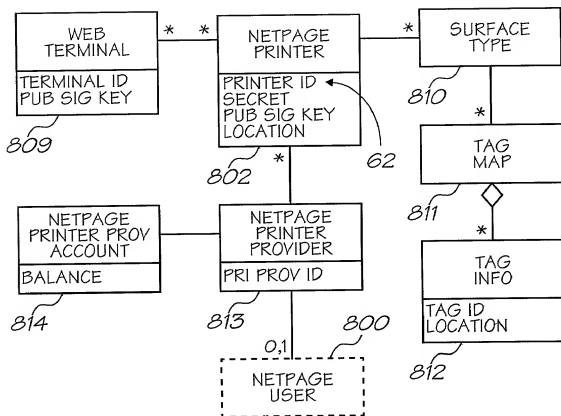 WEB
TERMINAL
TERMINAL ID
PUB SIG KEY
809
*
*
NETPAGE
PRINTER
PRINTER ID
SECRET
PUB SIG KEY
LOCATION
802
62
*
*
SURFACE
TYPE
810
*
TAG
MAP
811
*
TAG
INFO
TAG ID
LOCATION
812
NETPAGE
PRINTER PROV
ACCOUNT
BALANCE
814
NETPAGE
PRINTER
PROVIDER
PRI PROV ID
813
0,1
800
NETPAGE
USER